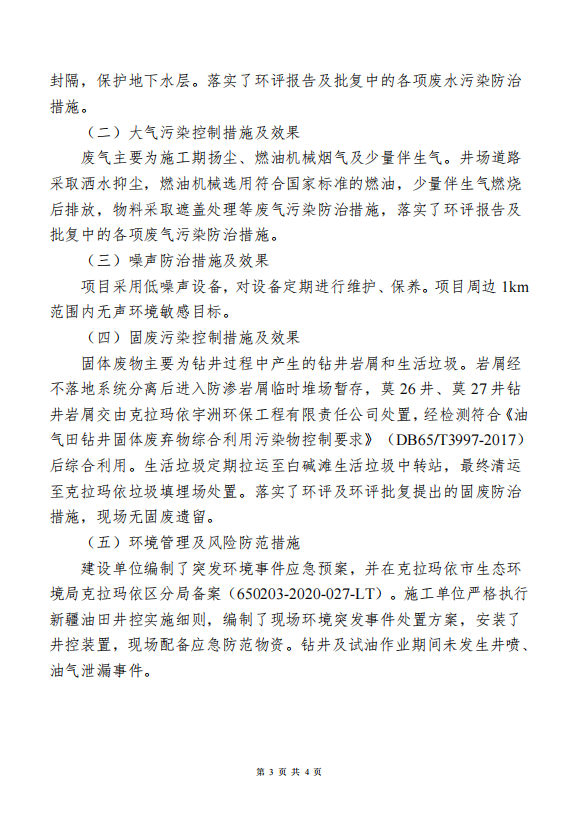 封隔，保护地下水层。落实了环评报告及批复中的各项废水污染防治
措施。
（二）大气污染控制措施及效果
废气主要为施工期扬尘、燃油机械烟气及少量伴生气。井场道路
采取洒水抑尘，燃油机械选用符合国家标准的燃油，少量伴生气燃烧
后排放，物料采取遮盖处理等废气污染防治措施，落实了环评报告及
批复中的各项废气污染防治措施。
（三）噪声防治措施及效果
项目采用低噪声设备，对设备定期进行维护、保养。项目周边 1km
范围内无声环境敏感目标。
（四）固废污染控制措施及效果
固体废物主要为钻井过程中产生的钻井岩屑和生活垃圾。岩屑经
不落地系统分离后进入防渗岩屑临时堆场暂存，莫 26 井、莫 27 井钻
井岩屑交由克拉玛依宇洲环保工程有限责任公司处置，经检测符合《油
气田钻井固体废弃物综合利用污染物控制要求》（DB65/T3997-2017）
后综合利用。生活垃圾定期拉运至白碱滩生活垃圾中转站，最终清运
至克拉玛依垃圾填埋场处置。落实了环评及环评批复提出的固废防治
措施，现场无固废遗留。
（五）环境管理及风险防范措施
建设单位编制了突发环境事件应急预案，并在克拉玛依市生态环
境局克拉玛依区分局备案（650203-2020-027-LT）。施工单位严格执行
新疆油田井控实施细则，编制了现场环境突发事件处置方案，安装了
井控装置，现场配备应急防范物资。钻井及试油作业期间未发生井喷、
油气泄漏事件。
第 3 页 共 4 页